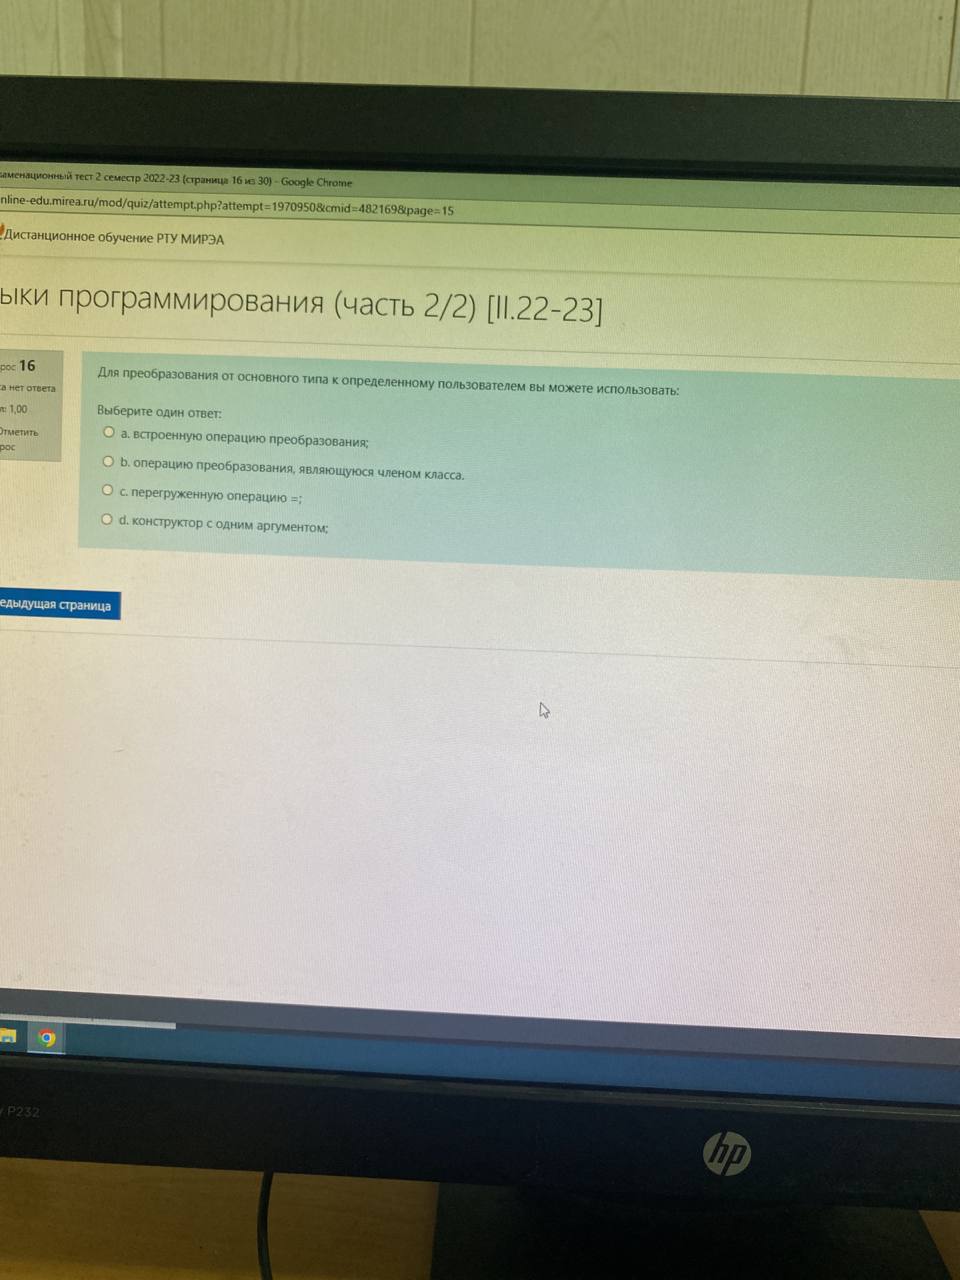 заменационный тест 2 семестр 2022-23 (страница 16 из 30) - Google Chrome
nline-edu.mirea.ru/mod/quiz/attempt.php?attempt=1970950&cmid=482169&page=15
Дистанционное обучение РТУ МИРЭА
ыки программирования (часть 2/2) [II.22-23]
рос 16
а нет ответа
л: 1,00
Отметить
рос
Для преобразования от основного типа к определенному пользователем вы можете использовать:
Выберите один ответ:
a. встроенную операцию преобразования;
b. операцию преобразования, являющуюся членом класса.
c. перегруженную операцию =;
d. конструктор с одним аргументом;
едыдущая страница
P232
hp